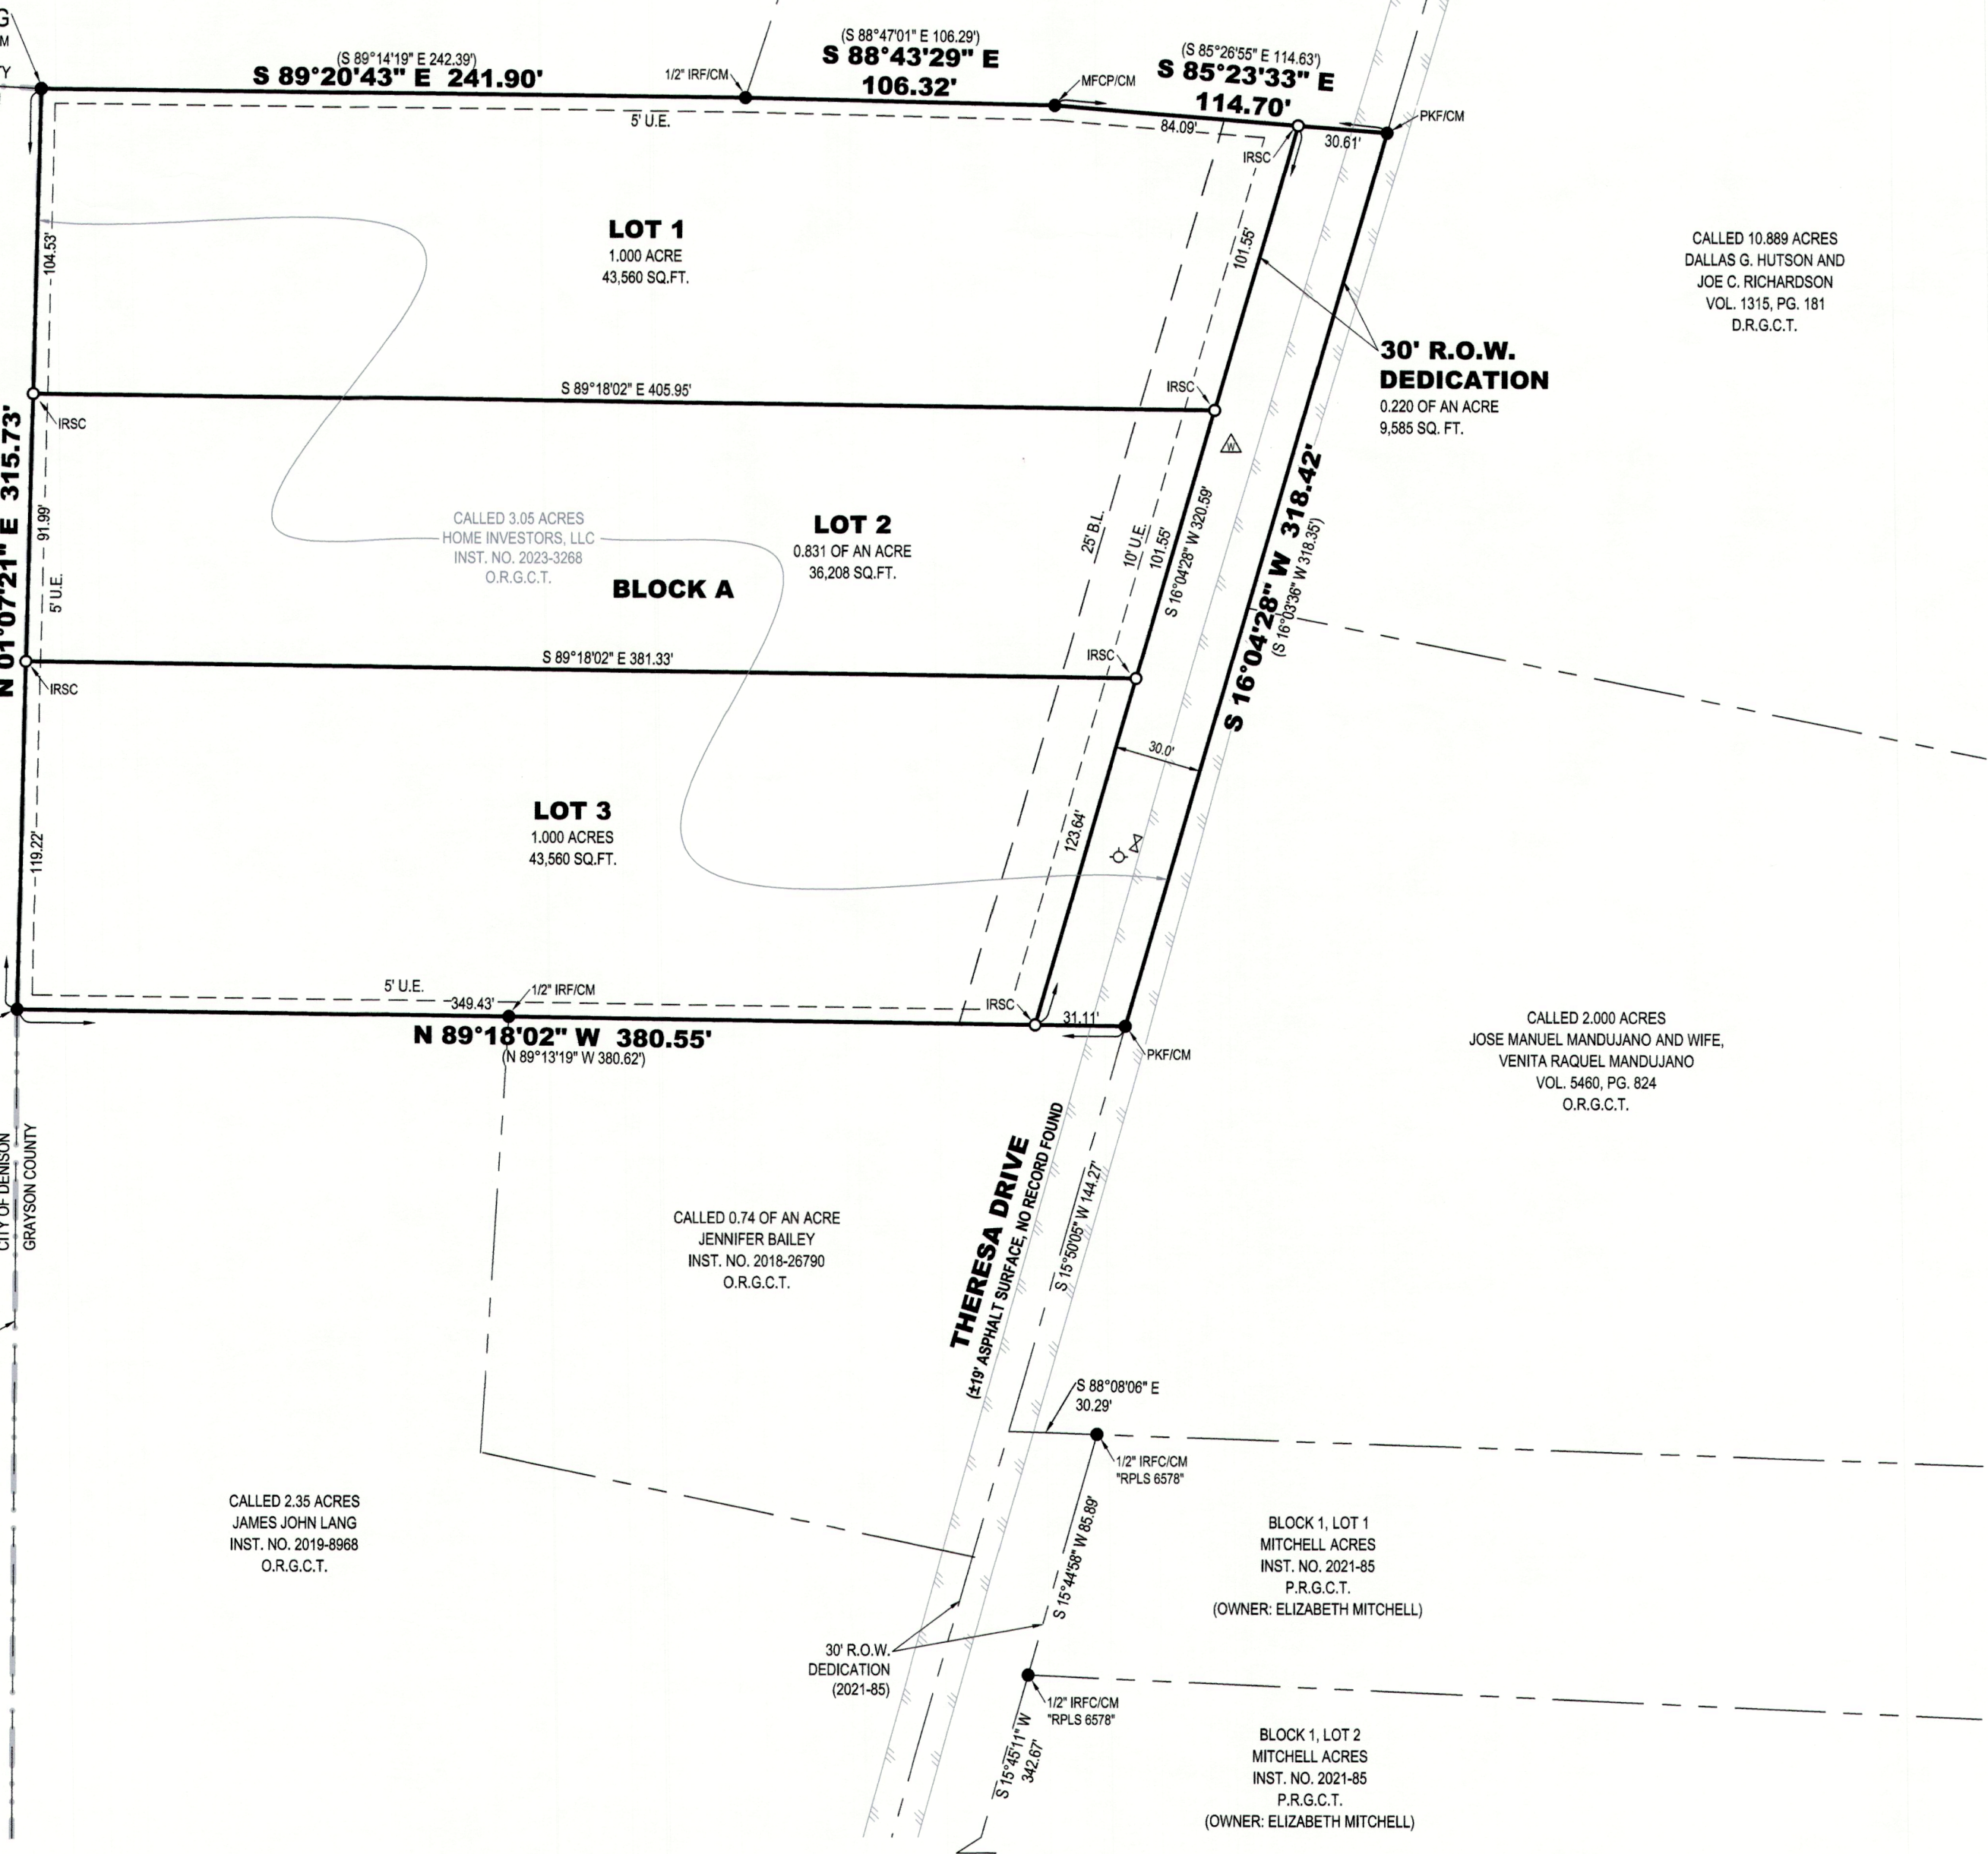 G
M
Y
(S 89°14'19" E 242.39')
S 89°20'43" E 241.90'
1/2" IRF/CM
(S 88°47'01" E 106.29')
S 88°43'29" E
106.32'
MFCP/CM
(S 85°26'55" E 114.63')
S 85°23'33" E
114.70'
PKF/CM
5' U.E.
84.09'
IRSC
30.61'
104.53'
LOT 1
1.000 ACRE
43,560 SQ.FT.
101.55'
CALLED 10.889 ACRES
DALLAS G. HUTSON AND
JOE C. RICHARDSON
VOL. 1315, PG. 181
D.R.G.C.T.
30' R.O.W.
DEDICATION
0.220 OF AN ACRE
9,585 SQ. FT.
S 89°18'02" E 405.95'
IRSC
IRSC
W
N 01°07'21" E 315.73'
91.99'
5' U.E.
CALLED 3.05 ACRES
HOME INVESTORS, LLC
INST. NO. 2023-3268
O.R.G.C.T.
LOT 2
0.831 OF AN ACRE
36,208 SQ.FT.
BLOCK A
25' B.L.
10' U.E.
101.55'
S 16°04'28" W 320.59'
S 16°04'28" W 318.42'
(S 16°03'36" W 318.35')
S 89°18'02" E 381.33'
IRSC
IRSC
30.0'
LOT 3
1.000 ACRES
43,560 SQ.FT.
123.64'
119.22'
5' U.E.
349.43'
1/2" IRF/CM
IRSC
31.11'
N 89°18'02" W 380.55'
(N 89°13'19" W 380.62')
PKF/CM
CALLED 2.000 ACRES
JOSE MANUEL MANDUJANO AND WIFE,
VENITA RAQUEL MANDUJANO
VOL. 5460, PG. 824
O.R.G.C.T.
CITY OF DENISON
GRAYSON COUNTY
CALLED 0.74 OF AN ACRE
JENNIFER BAILEY
INST. NO. 2018-26790
O.R.G.C.T.
THERESA DRIVE
(±19' ASPHALT SURFACE, NO RECORD FOUND
S 15°50'05" W 144.27'
S 88°08'06" E
30.29'
1/2" IRFC/CM
"RPLS 6578"
CALLED 2.35 ACRES
JAMES JOHN LANG
INST. NO. 2019-8968
O.R.G.C.T.
S 15°44'58" W 85.89'
BLOCK 1, LOT 1
MITCHELL ACRES
INST. NO. 2021-85
P.R.G.C.T.
(OWNER: ELIZABETH MITCHELL)
30' R.O.W.
DEDICATION
(2021-85)
1/2" IRFC/CM
"RPLS 6578"
S 15°45'11" W
342.67'
BLOCK 1, LOT 2
MITCHELL ACRES
INST. NO. 2021-85
P.R.G.C.T.
(OWNER: ELIZABETH MITCHELL)